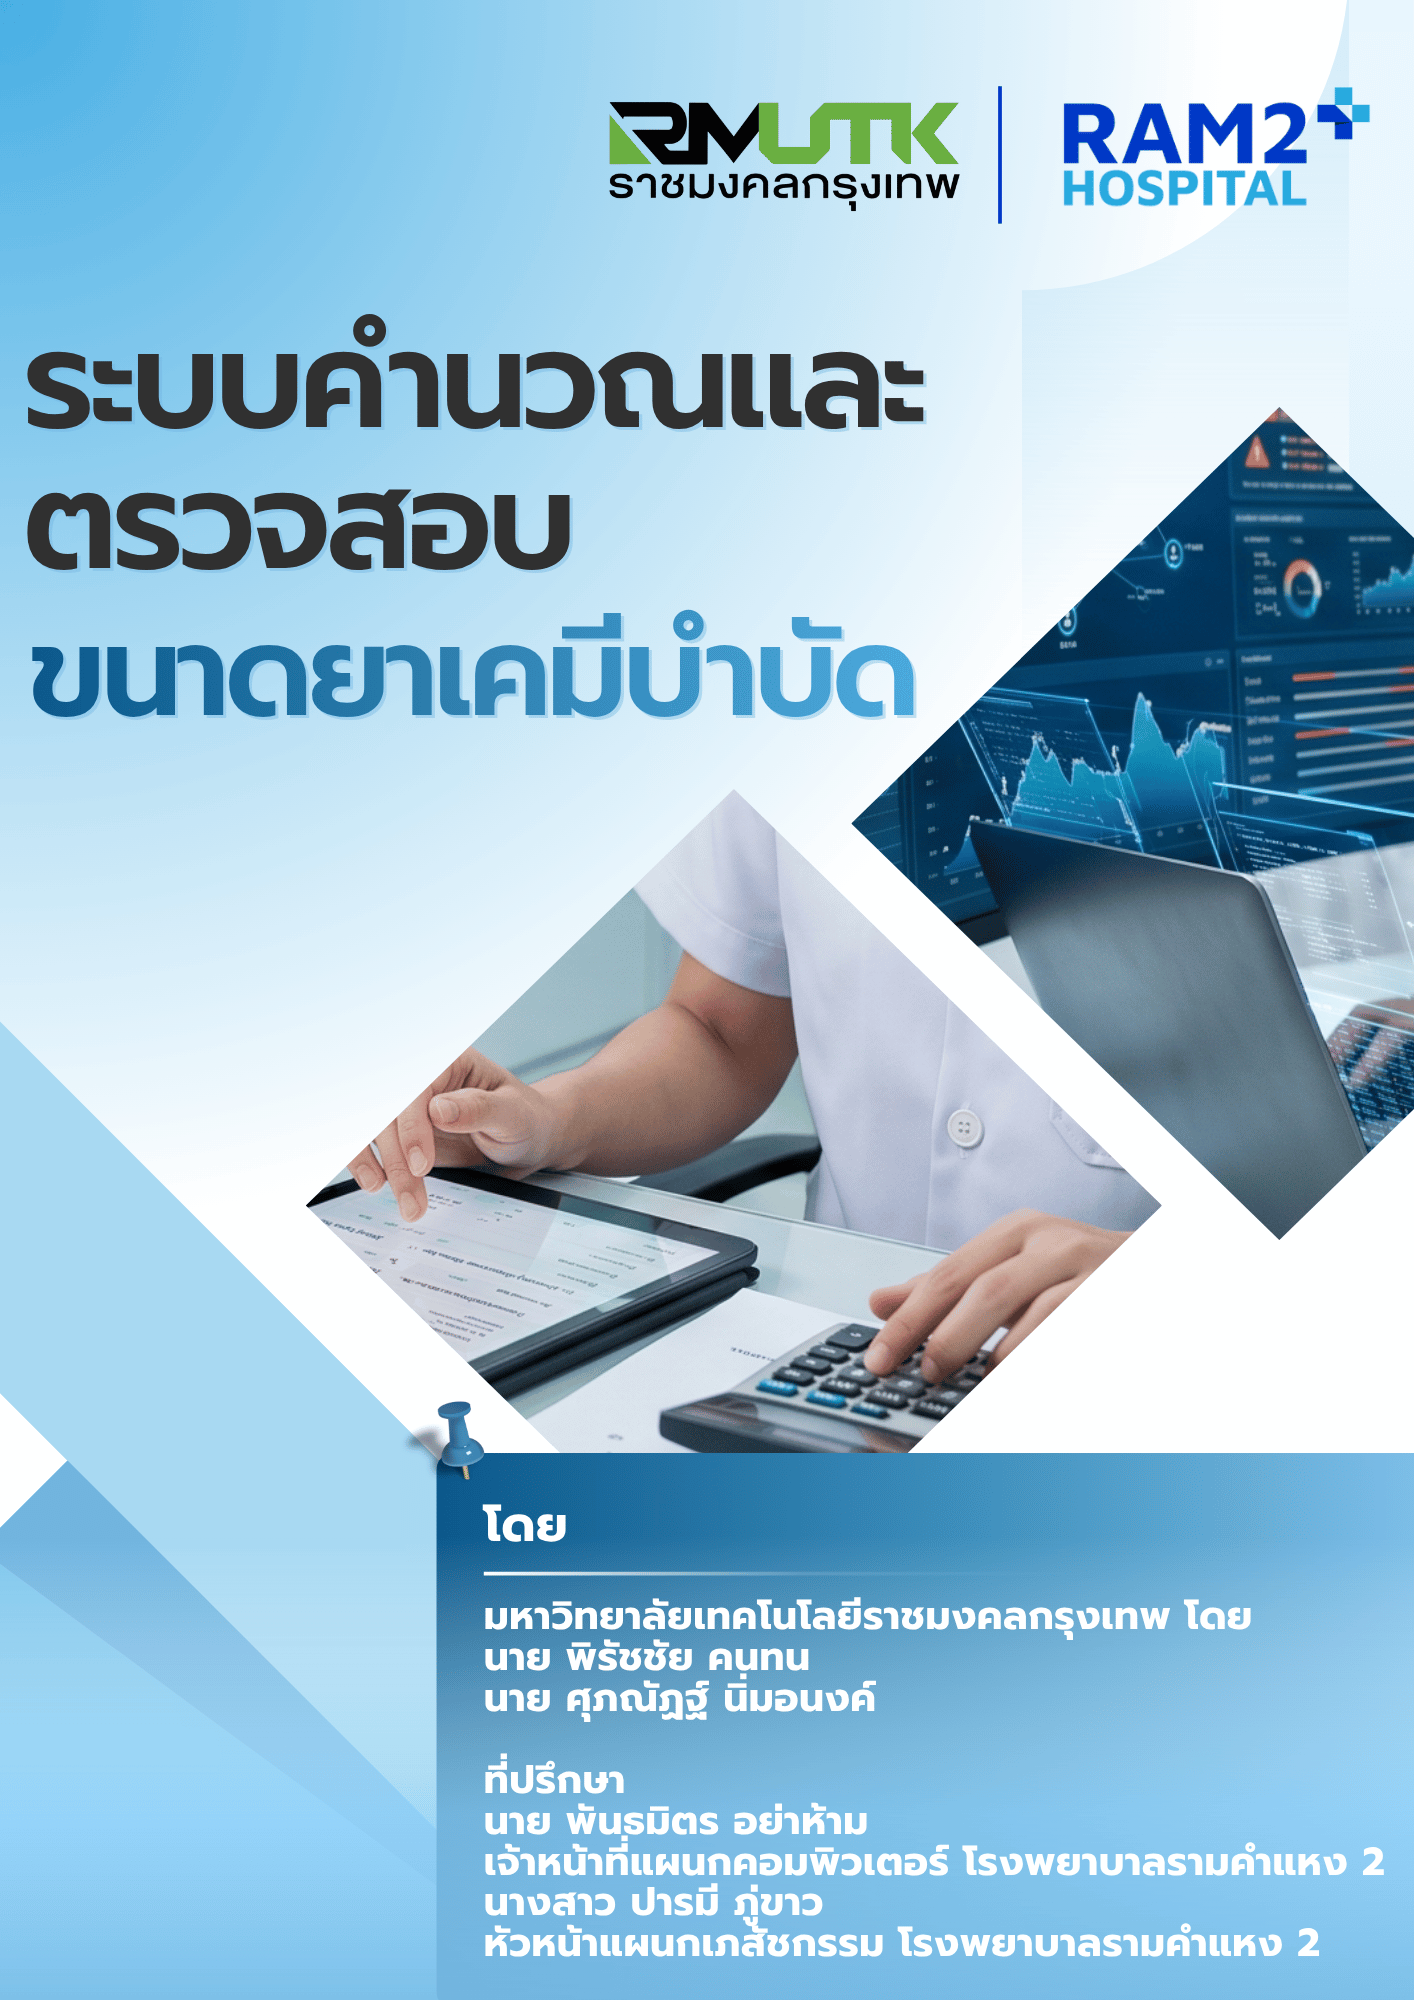 RMUTK
ราชมงคลกรุงเทพ
RAM2
HOSPITAL
ระบบคำนวณและ
ตรวจสอบ
ขนาดยาเคมีบำบัด
โดย
มหาวิทยาลัยเทคโนโลยีราชมงคลกรุงเทพ โดย
นาย พิรัชชัย คนทน
นาย ศุภณัฏฐ์ นิ่มอนงค์
ที่ปรึกษา
นาย พันธมิตร อย่าห้าม
เจ้าหน้าที่แผนกคอมพิวเตอร์ โรงพยาบาลรามคำแหง 2
นางสาว ปารมี ภู่ขาว
หัวหน้าแผนกเภสัชกรรม โรงพยาบาลรามคำแหง 2